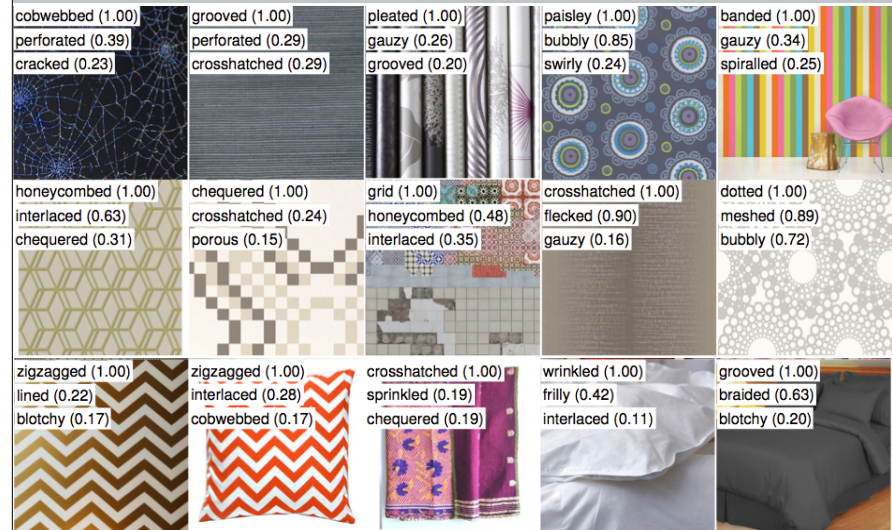 cobwebbed (1.00)
perforated (0.39)
cracked (0.23)
grooved (1.00)
perforated (0.29)
crosshatched (0.29)
pleated (1.00)
gauzy (0.26)
grooved (0.20)
paisley (1.00)
bubbly (0.85)
swirly (0.24)
banded (1.00)
gauzy (0.34)
spiralled (0.25)
honeycombed (1.00)
interlaced (0.63)
chequered (0.31)
chequered (1.00)
crosshatched (0.24)
porous (0.15)
grid (1.00)
honeycombed (0.48)
interlaced (0.35)
crosshatched (1.00)
flecked (0.90)
gauzy (0.16)
dotted (1.00)
meshed (0.89)
bubbly (0.72)
zigzagged (1.00)
lined (0.22)
blotchy (0.17)
zigzagged (1.00)
interlaced (0.28)
cobwebbed (0.17)
crosshatched (1.00)
sprinkled (0.19)
chequered (0.19)
wrinkled (1.00)
frilly (0.42)
interlaced (0.11)
grooved (1.00)
braided (0.63)
blotchy (0.20)